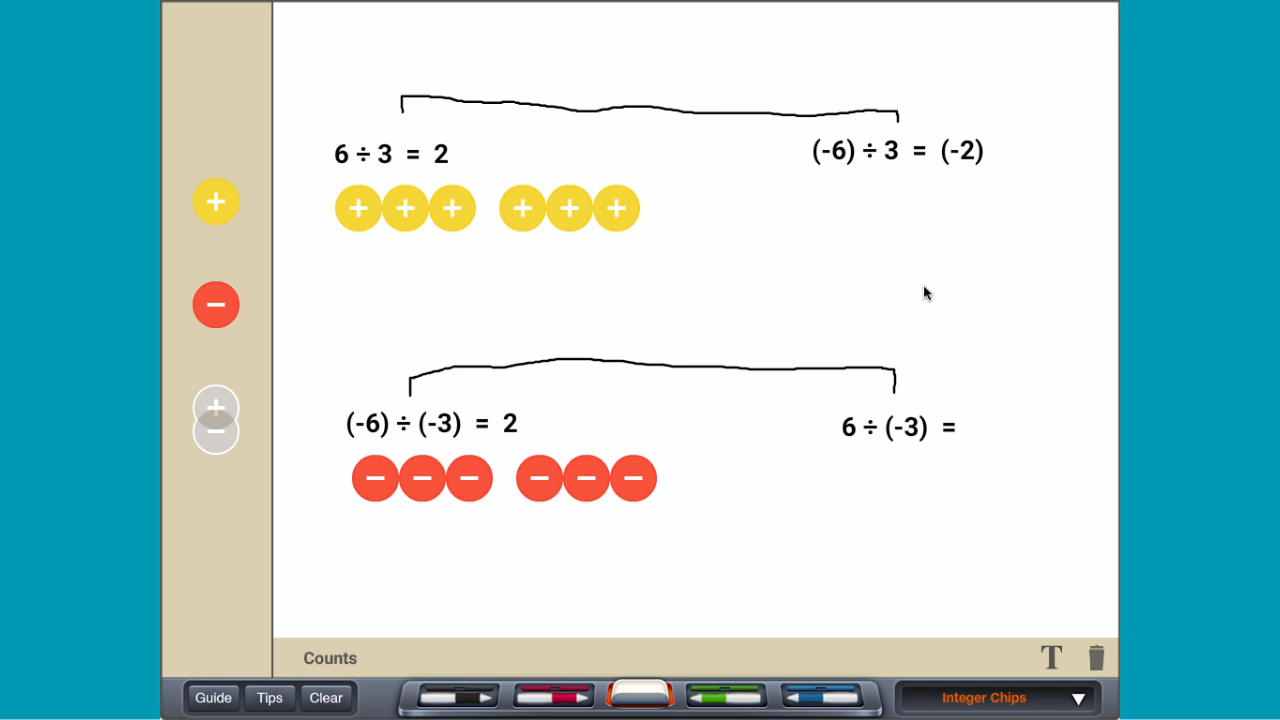 6 ÷ 3 = 2
(-6) ÷ 3 = (-2)
+ + + + + +
+
−
+
−
(-6) ÷ (-3) = 2
6 ÷ (-3) =
− − − − − −
Counts
T
Guide
Tips
Clear
Integer Chips